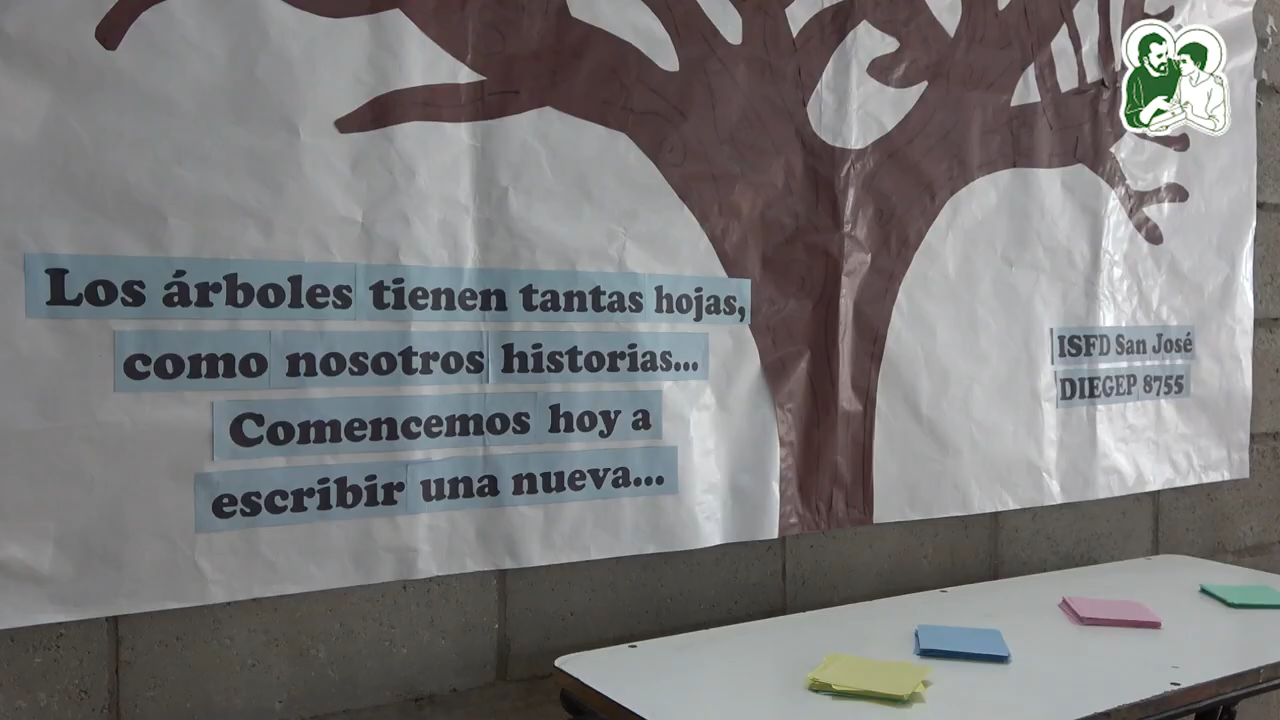 Los árboles tienen tantas hojas,
como nosotros historias...
Comencemos hoy a
escribir una nueva...
ISFD San José
DIEGEP 8755